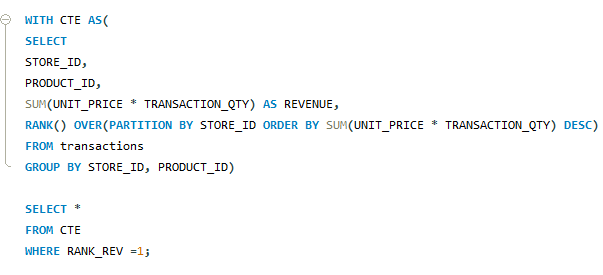 WITH CTE AS(
SELECT
STORE_ID,
PRODUCT_ID,
SUM(UNIT_PRICE * TRANSACTION_QTY) AS REVENUE,
RANK() OVER(PARTITION BY STORE_ID ORDER BY SUM(UNIT_PRICE * TRANSACTION_QTY) DESC)
FROM transactions
GROUP BY STORE_ID, PRODUCT_ID)
SELECT *
FROM CTE
WHERE RANK_REV =1;